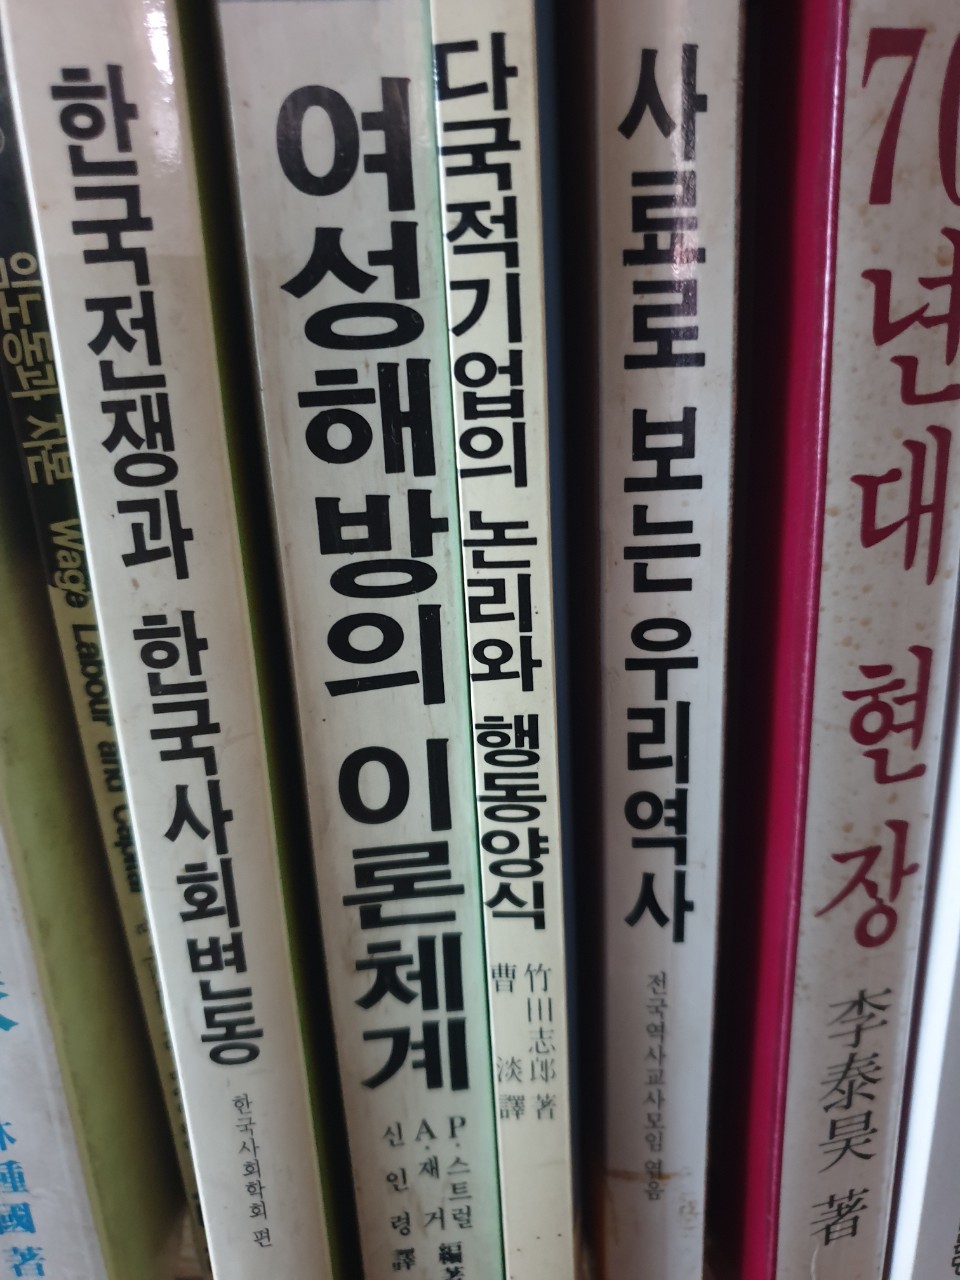 林種國 著
임노동과 자본 Wage Labour and Capital
한국전쟁과 한국사회변동
한국사회학회 편
여성해방의 이론체계
P.스트럴
A.재거 編著
신인령 譯
다국적기업의 논리와 행동양식
竹田志郎 著
曺淡 譯
사료로 보는 우리역사
전국역사교사모임 엮음
70년대 현장
李泰昊 著